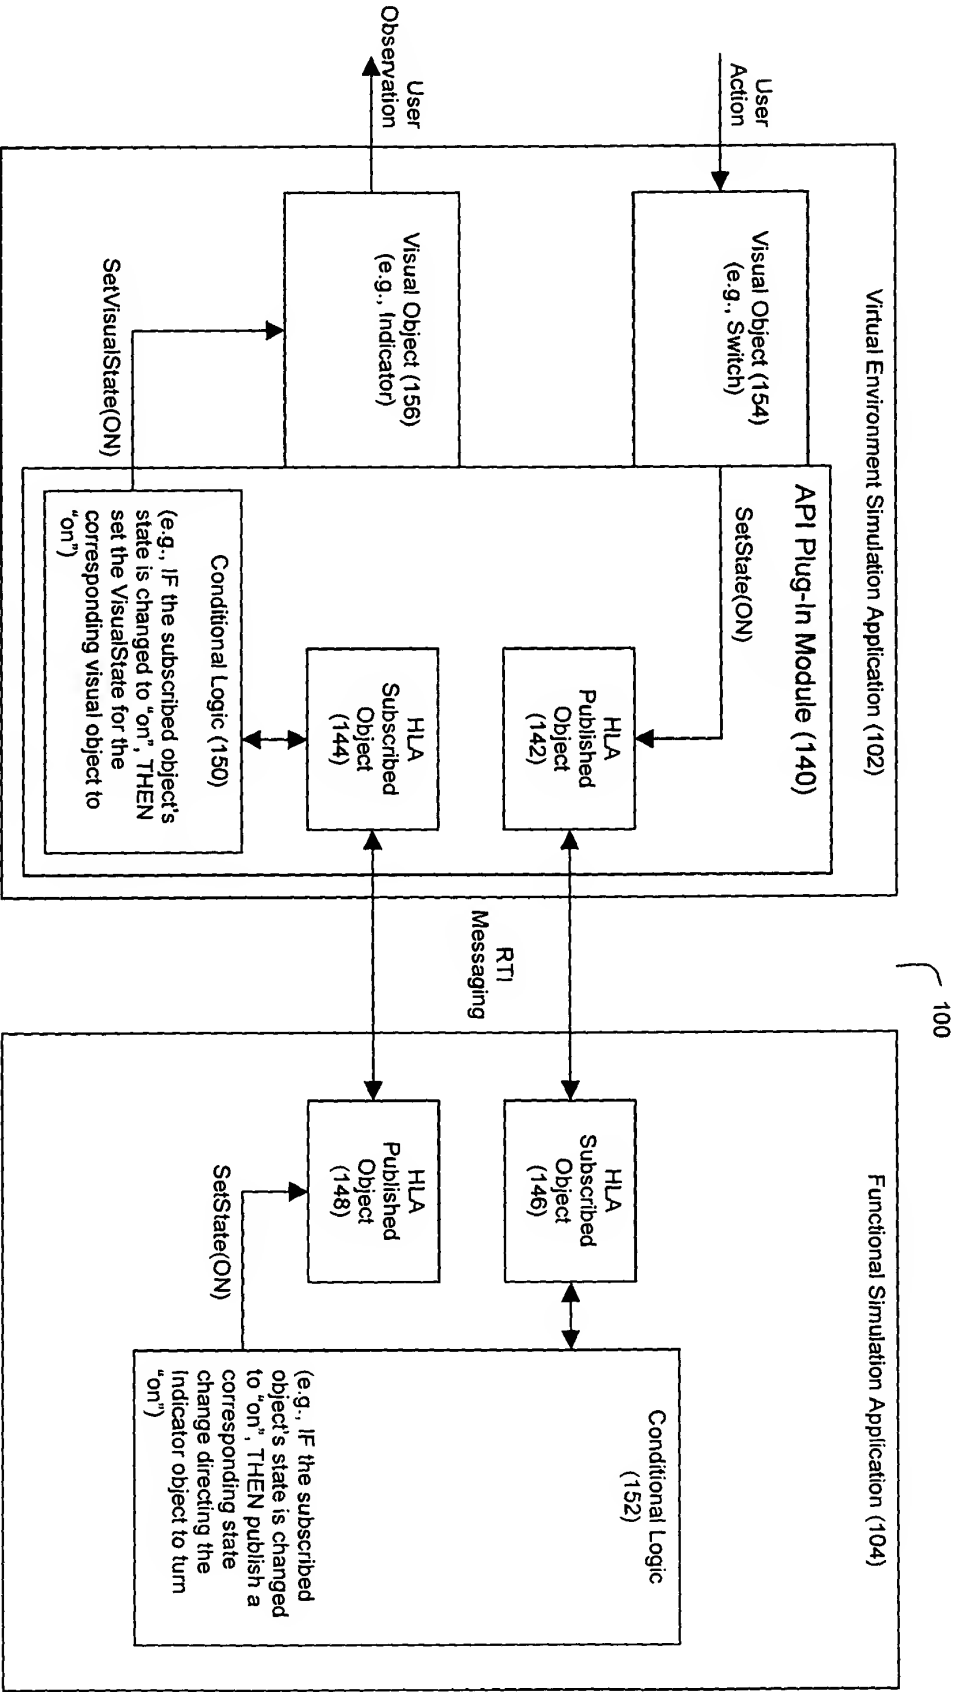 100
Virtual Environment Simulation Application (102)
User
Action
Visual Object (154)
(e.g., Switch)
API Plug-In Module (140)
SetState(ON)
HLA
Published
Object
(142)
User
Observation
Visual Object (156)
(e.g., Indicator)
HLA
Subscribed
Object
(144)
SetVisualState(ON)
Conditional Logic (150)
(e.g., IF the subscribed object's
state is changed to "on", THEN
set the VisualState for the
corresponding visual object to
"on")
RTI
Messaging
Functional Simulation Application (104)
HLA
Subscribed
Object
(146)
HLA
Published
Object
(148)
SetState(ON)
Conditional Logic
(152)
(e.g., IF the subscribed
object's state is changed
to "on", THEN publish a
corresponding state
change directing the
Indicator object to turn
"on")